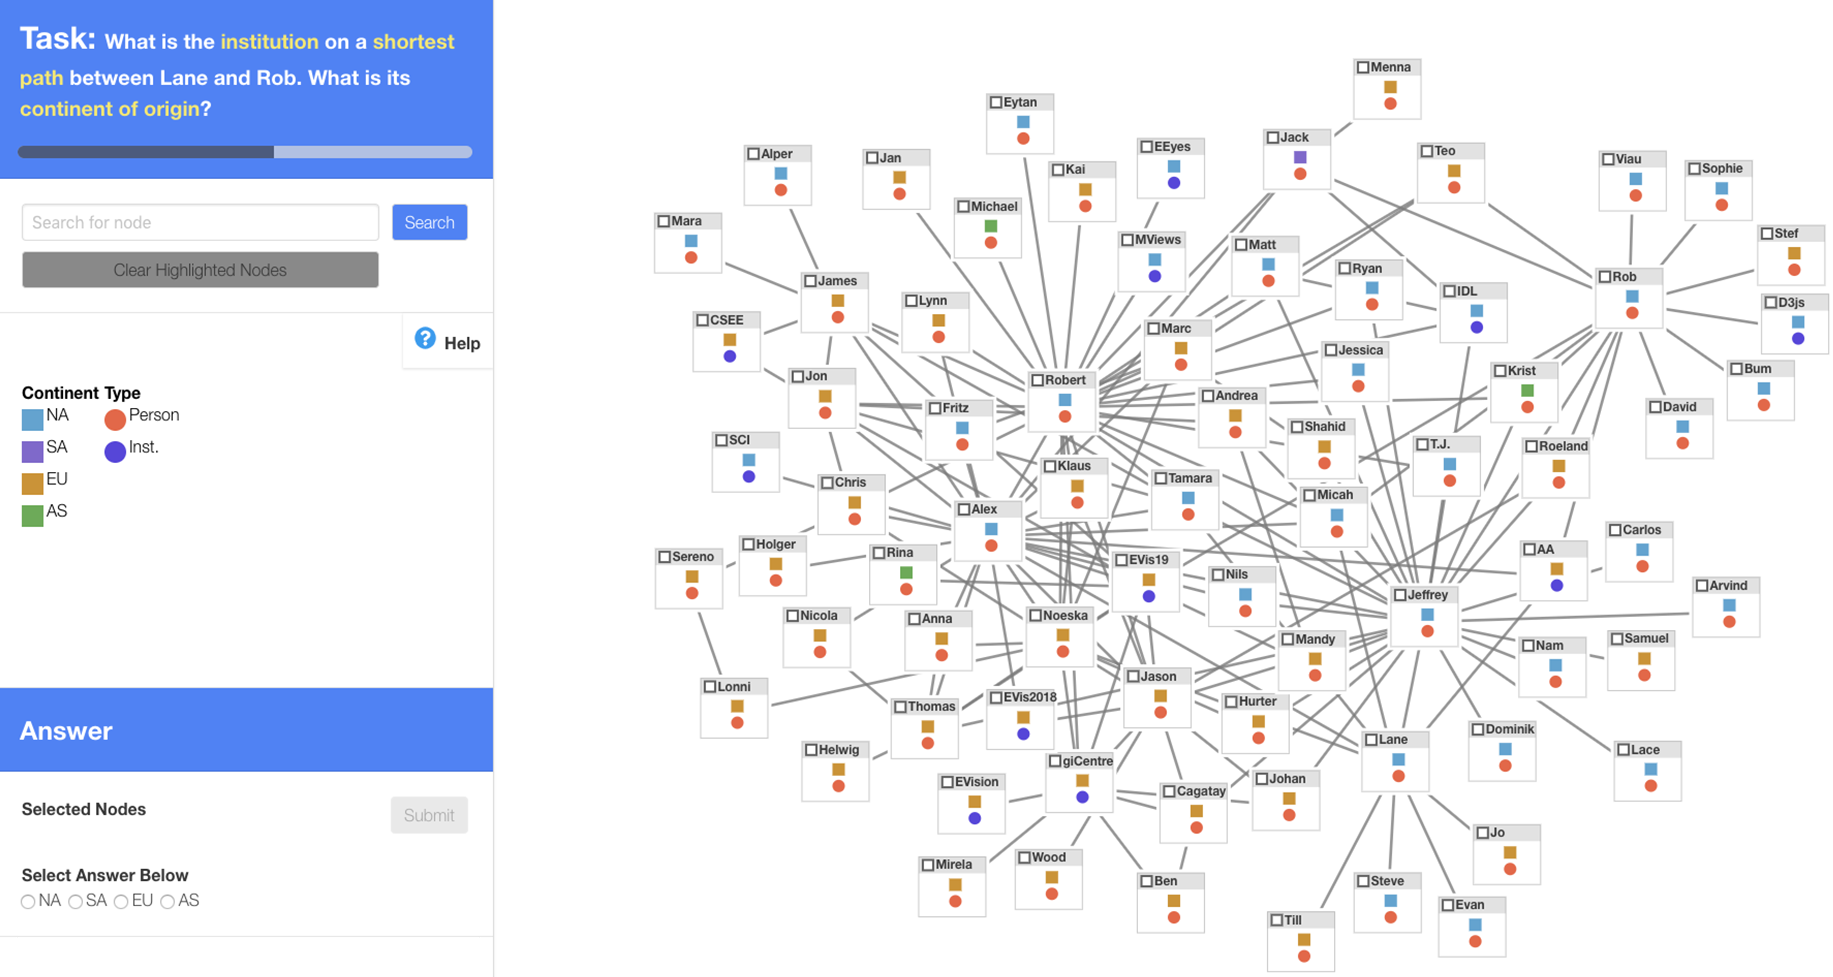 Task: What is the institution on a shortest
path between Lane and Rob. What is its
continent of origin?
Search for node
Search
Clear Highlighted Nodes
Help
Continent Type
NA Person
SA Inst.
EU
AS
Answer
Selected Nodes
Submit
Select Answer Below
NA SA EU AS
Menna
Eytan
Jack
EEyes
Teo
Alper
Jan
Viau
Kai
Sophie
Michael
Mara
Stef
MViews
Matt
Ryan
Rob
James
IDL
Lynn
D3js
CSEE
Marc
Jessica
Bum
Krist
Jon
Robert
Andrea
David
Fritz
Shahid
SCI
T.J.
Roeland
Klaus
Tamara
Chris
Micah
Alex
Carlos
Holger
AA
Rina
Sereno
EVis19
Nils
Arvind
Jeffrey
Nicola
Noeska
Anna
Mandy
Samuel
Nam
Jason
Lonni
EVis2018
Hurter
Thomas
Dominik
Lane
Helwig
Lace
giCentre
Johan
EVision
Cagatay
Jo
Wood
Mirela
Ben
Steve
Evan
Till